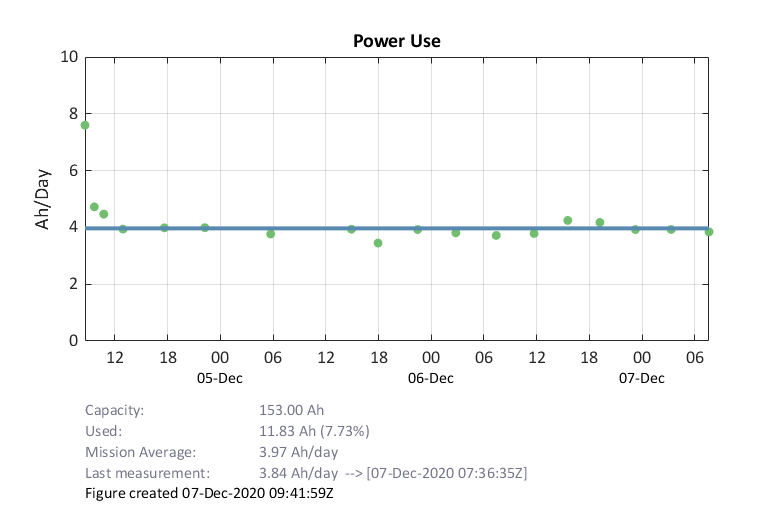 Power Use
10
8
6
4
2
0
Ah/Day
12 18 00 06 12 18 00 06 12 18 00 06
05-Dec 06-Dec 07-Dec
Capacity: 153.00 Ah
Used: 11.83 Ah (7.73%)
Mission Average: 3.97 Ah/day
Last measurement: 3.84 Ah/day --> [07-Dec-2020 07:36:35Z]
Figure created 07-Dec-2020 09:41:59Z